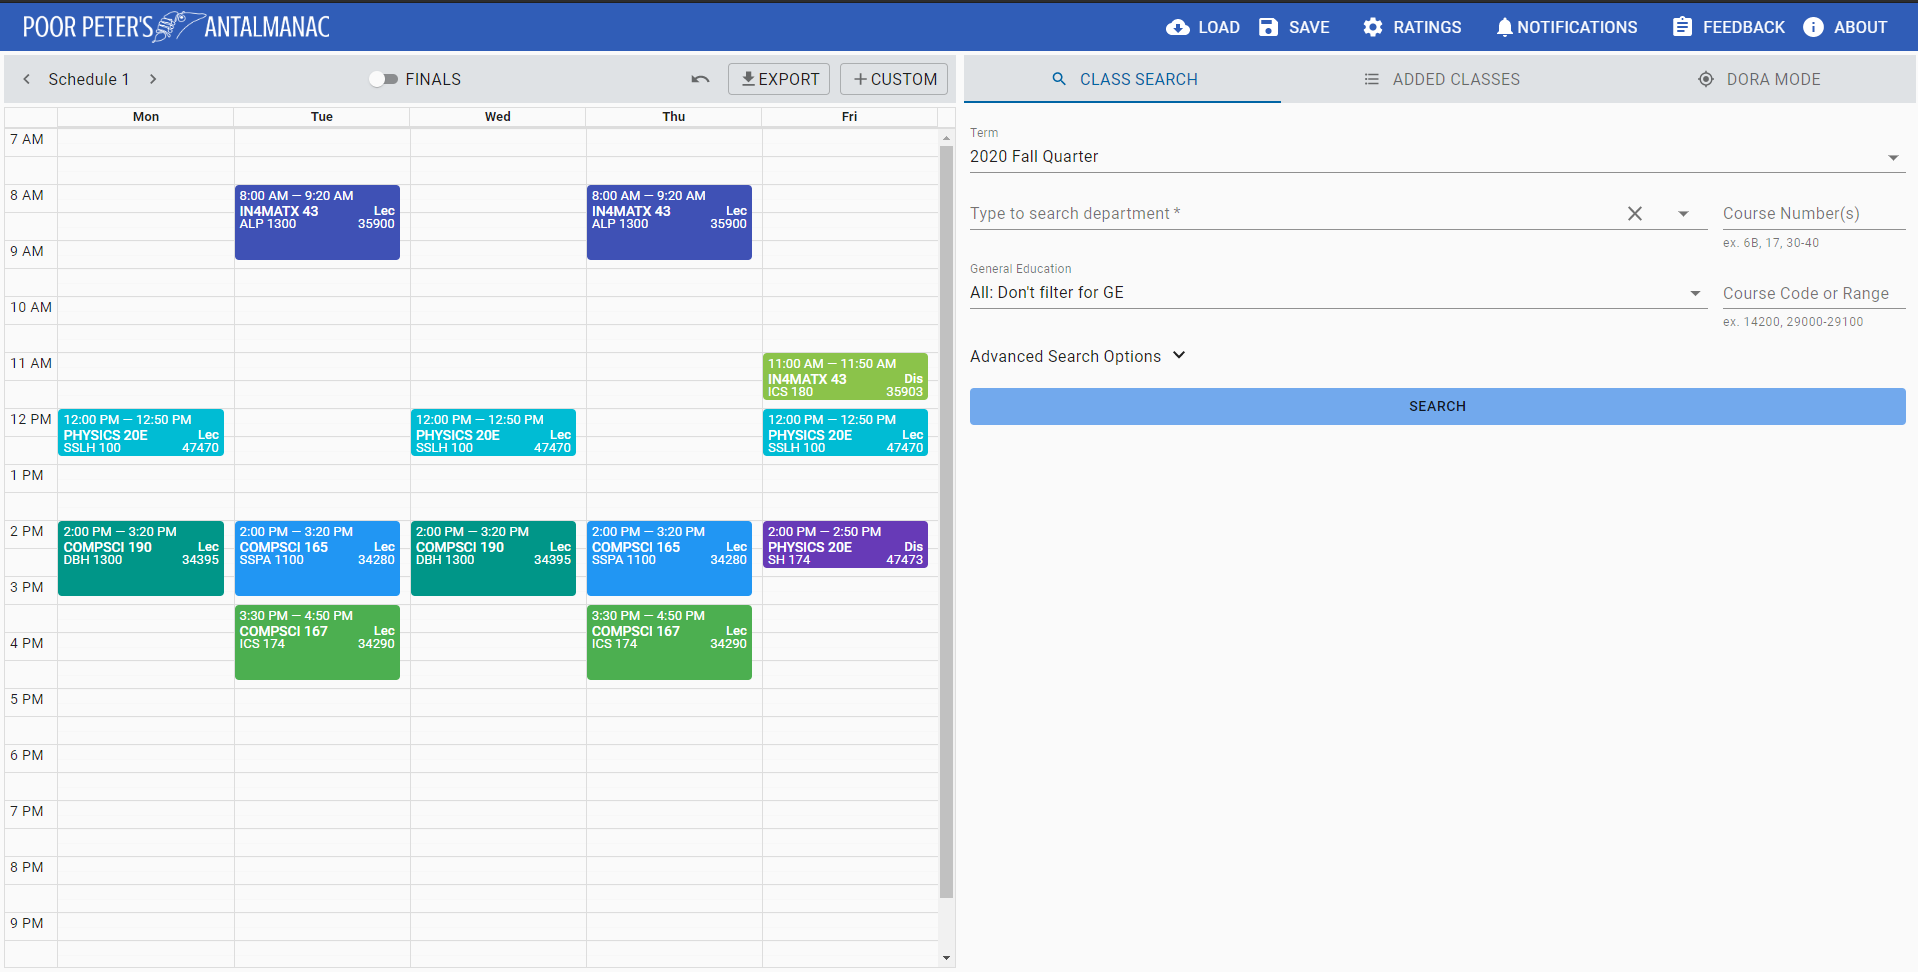 POOR PETER'S ANTALMANAC
LOAD
SAVE
RATINGS
NOTIFICATIONS
FEEDBACK
ABOUT
Schedule 1
FINALS
EXPORT
CUSTOM
CLASS SEARCH
ADDED CLASSES
DORA MODE
Mon Tue Wed Thu Fri
7 AM
8 AM
9 AM
10 AM
11 AM
12 PM
1 PM
2 PM
3 PM
4 PM
5 PM
6 PM
7 PM
8 PM
9 PM
12:00 PM — 12:50 PM
PHYSICS 20E Lec
SSLH 100 47470
2:00 PM — 3:20 PM
COMPSCI 190 Lec
DBH 1300 34395
8:00 AM — 9:20 AM
IN4MATX 43 Lec
ALP 1300 35900
2:00 PM — 3:20 PM
COMPSCI 165 Lec
SSPA 1100 34280
3:30 PM — 4:50 PM
COMPSCI 167 Lec
ICS 174 34290
12:00 PM — 12:50 PM
PHYSICS 20E Lec
SSLH 100 47470
2:00 PM — 3:20 PM
COMPSCI 190 Lec
DBH 1300 34395
8:00 AM — 9:20 AM
IN4MATX 43 Lec
ALP 1300 35900
2:00 PM — 3:20 PM
COMPSCI 165 Lec
SSPA 1100 34280
3:30 PM — 4:50 PM
COMPSCI 167 Lec
ICS 174 34290
11:00 AM — 11:50 AM
IN4MATX 43 Dis
ICS 180 35903
12:00 PM — 12:50 PM
PHYSICS 20E Lec
SSLH 100 47470
2:00 PM — 2:50 PM
PHYSICS 20E Dis
SH 174 47473
Term
2020 Fall Quarter
Type to search department *
Course Number(s)
ex. 6B, 17, 30-40
General Education
All: Don't filter for GE
Course Code or Range
ex. 14200, 29000-29100
Advanced Search Options
SEARCH